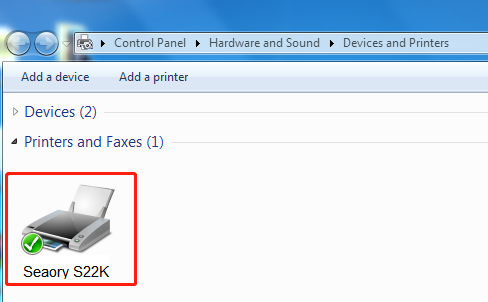 Control Panel Hardware and Sound Devices and Printers
Add a device Add a printer
Devices (2)
Printers and Faxes (1)
Seaory S22K